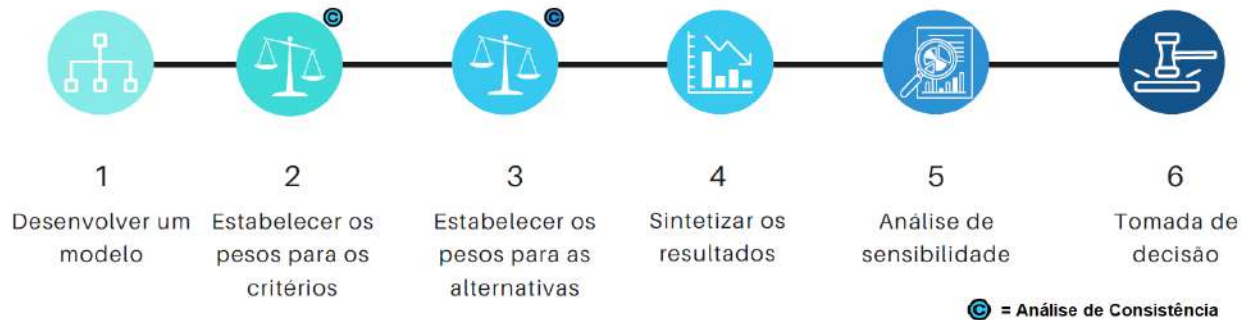 1
Desenvolver um
modelo
2
Estabelecer os
pesos para os
critérios
3
Estabelecer os
pesos para as
alternativas
4
Sintetizar os
resultados
5
Análise de
sensibilidade
6
Tomada de
decisão
C
C
C = Análise de Consistência